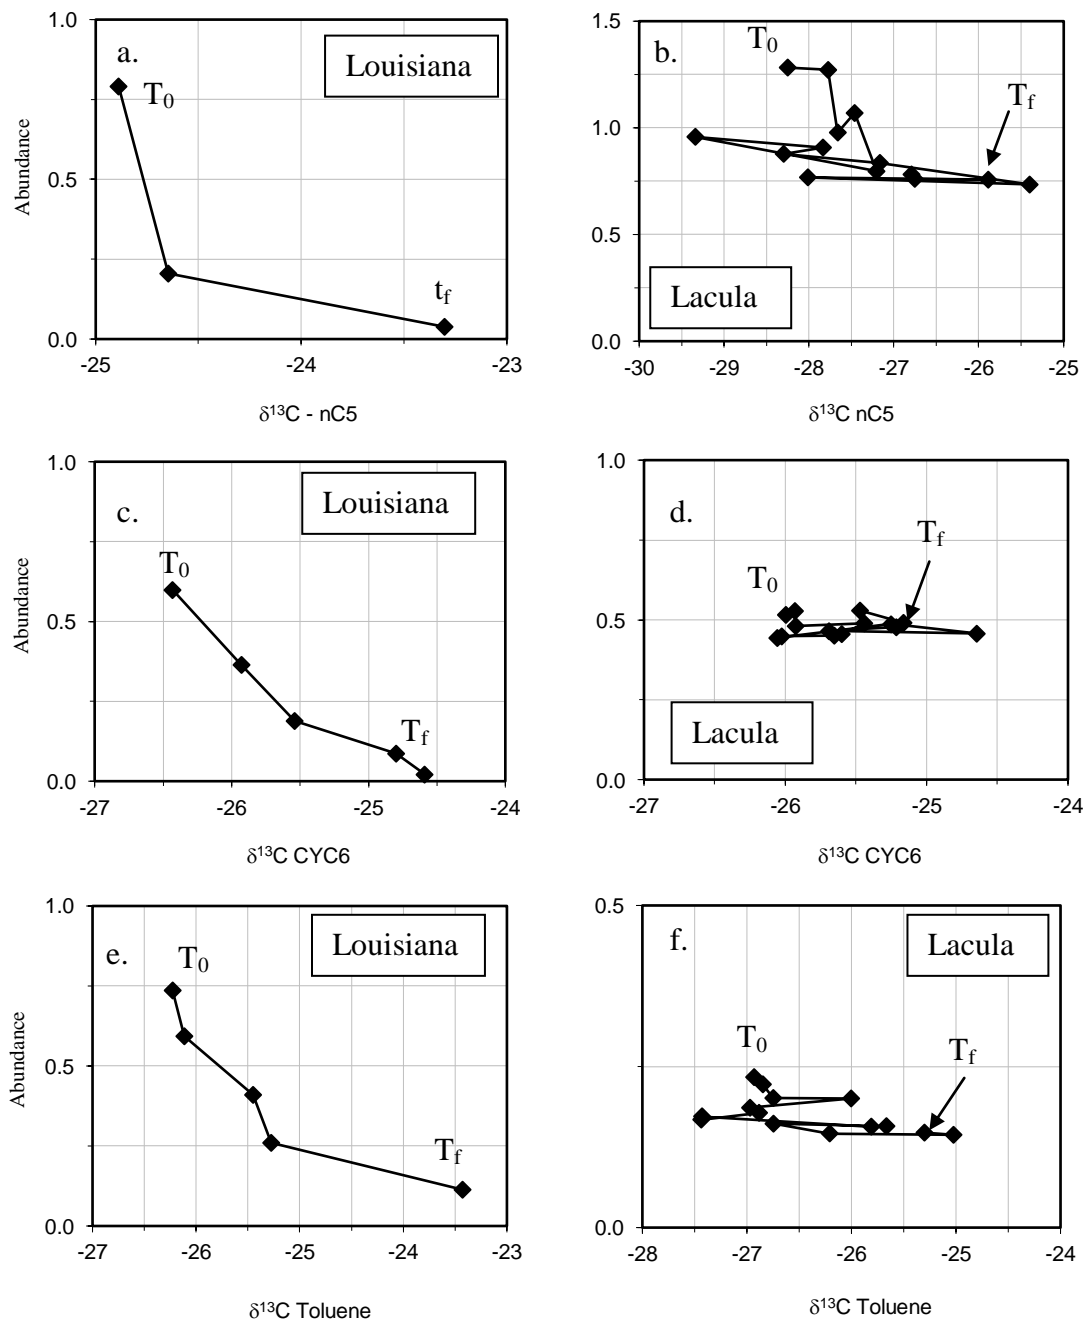 a.
Louisiana
T0
tf
1.0
0.5
0.0
Abundance
-25 -24 -23
δ13C - nC5
b.
T0
Tf
Lacula
1.5
1.0
0.5
0.0
-30 -29 -28 -27 -26 -25
δ13C nC5
c.
Louisiana
T0
Tf
1.0
0.5
0.0
Abundance
-27 -26 -25 -24
δ13C CYC6
d.
T0
Tf
Lacula
1.0
0.5
0.0
-27 -26 -25 -24
δ13C CYC6
e.
Louisiana
T0
Tf
1.0
0.5
0.0
Abundance
-27 -26 -25 -24 -23
δ13C Toluene
f.
Lacula
T0
Tf
0.5
0.0
-28 -27 -26 -25 -24
δ13C Toluene